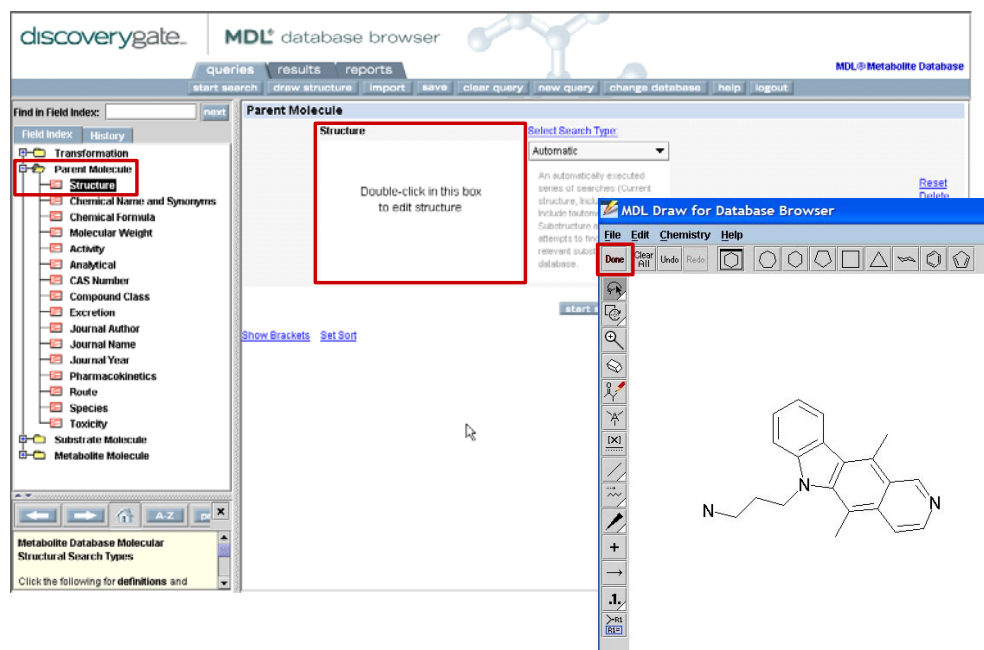 discoverygate
MDL® database browser
queries results reports
MDL® Metabolite Database
start search draw structure import save clear query new query change database help logout
Find in Field Index: next
Field Index History
Transformation
Parent Molecule
Structure
Chemical Name and Synonyms
Chemical Formula
Molecular Weight
Activity
Analytical
CAS Number
Compound Class
Excretion
Journal Author
Journal Name
Journal Year
Pharmacokinetics
Route
Species
Toxicity
Substrate Molecule
Metabolite Molecule
A-Z
Metabolite Database Molecular
Structural Search Types
Click the following for definitions and
Parent Molecule
Structure
Double-click in this box
to edit structure
Select Search Type:
Automatic
An automatically executed
series of searches (Current
structure, Inclu
Include tautom
Substructure a
attempts to fin
relevant subst
database.
Reset
Delete
start s
Show Brackets Set Sort
MDL Draw for Database Browser
File Edit Chemistry Help
Done Clear All Undo Redo
[X]
.1.
R1
R1=
N
N
N